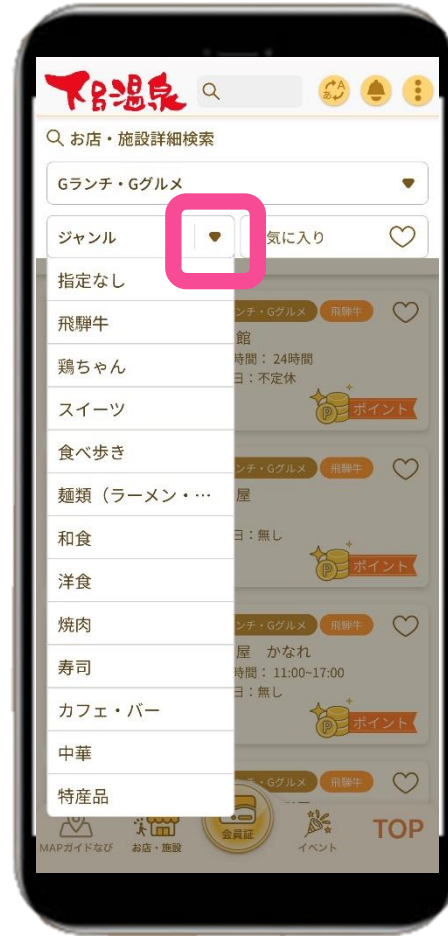 下呂温泉
あA
お店・施設詳細検索
Gランチ・Gグルメ
ジャンル
気に入り
指定なし
飛騨牛
鶏ちゃん
スイーツ
食べ歩き
麺類（ラーメン・…
和食
洋食
焼肉
寿司
カフェ・バー
中華
特産品
ンチ・Gグルメ 飛騨牛
館
時間： 24時間
日：不定休
P ポイント
ンチ・Gグルメ 飛騨牛
屋
日：無し
P ポイント
ンチ・Gグルメ 飛騨牛
屋 かなれ
時間： 11:00~17:00
日：無し
P ポイント
・Gグルメ 飛騨牛
MAPガイドなび
お店・施設
会員証
イベント
TOP